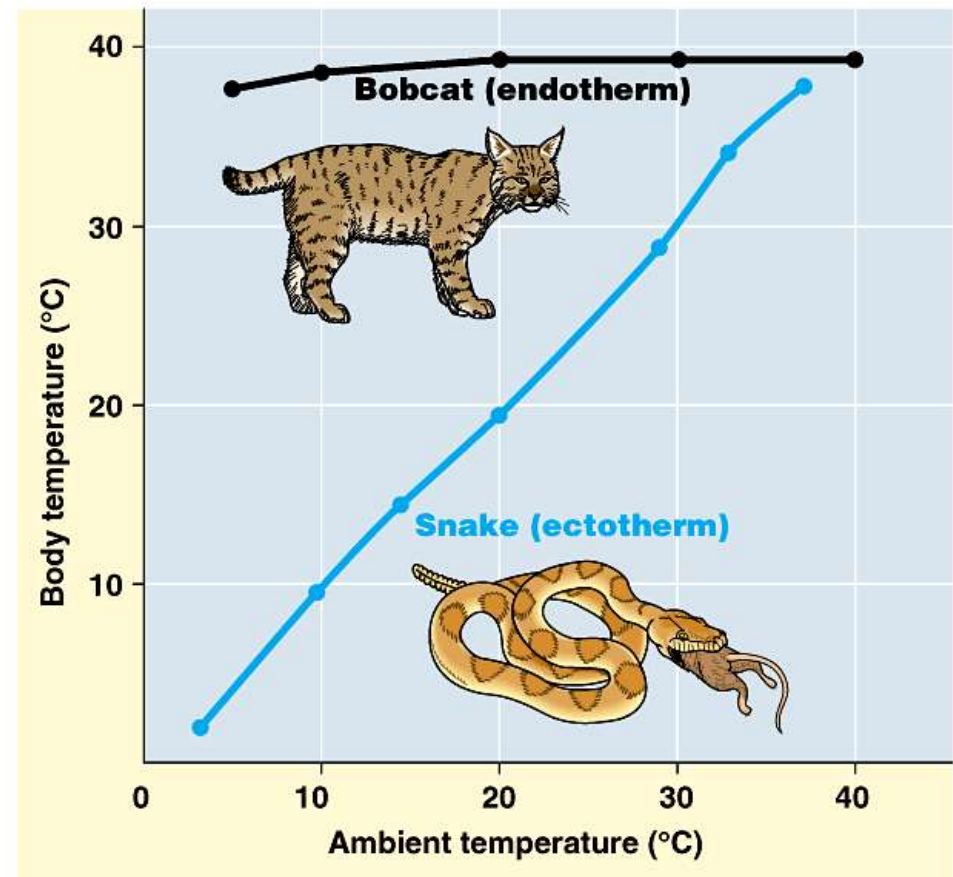 40
Bobcat (endotherm)
30
20
Snake (ectotherm)
10
Body temperature (°C)
0 10 20 30 40
Ambient temperature (°C)